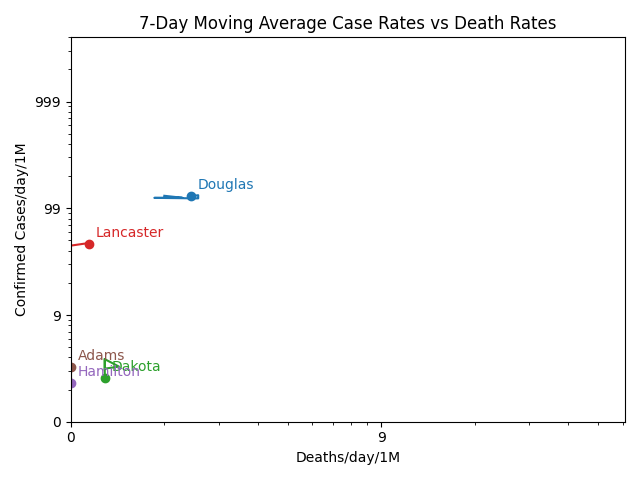 7-Day Moving Average Case Rates vs Death Rates
Confirmed Cases/day/1M
999
99
9
0
Douglas
Lancaster
Adams
Dakota
Hamilton
0
9
Deaths/day/1M